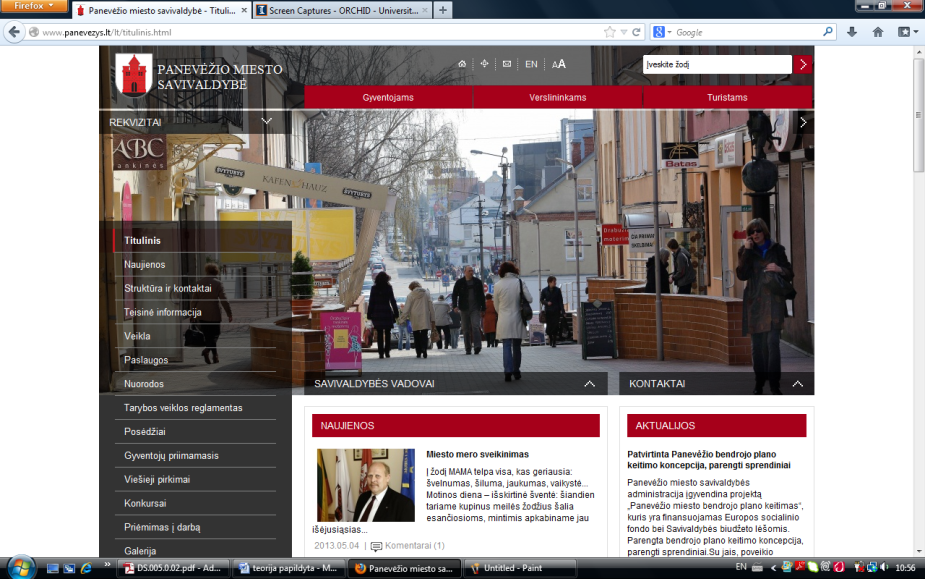 Firefox
Panevėžio miesto savivaldybė - Tituli...
Screen Captures - ORCHID - Universit...
www.panevezys.lt/lt/titulinis.html
Google
PANEVĖŽIO MIESTO
SAVIVALDYBĖ
EN
AA
Įveskite žodį
Gyventojams
Verslininkams
Turistams
REKVIZITAI
ABC
rankinės
KAFEN HAUZ
ŠVYTURYS
Batas
Titulinis
Naujienos
Struktūra ir kontaktai
Teisinė informacija
Veikla
Paslaugos
Nuorodos
Tarybos veiklos reglamentas
Posėdžiai
Gyventojų priimamasis
Viešieji pirkimai
Konkursai
Priėmimas į darbą
Galerija
SAVIVALDYBĖS VADOVAI
KONTAKTAI
NAUJIENOS
Miesto mero sveikinimas
Į žodį MAMA telpa visa, kas geriausia:
švelnumas, šiluma, jaukumas, vaikystė...
Motinos diena – išskirtinė šventė: šiandien
tariame kupinus meilės žodžius šalia
esančiosioms, mintimis apkabiname jau
išėjusiąsias...
2013.05.04 | Komentarai (1)
AKTUALIJOS
Patvirtinta Panevėžio bendrojo plano
keitimo koncepcija, parengti sprendiniai
Panevėžio miesto savivaldybės
administracija įgyvendina projektą
„Panevėžio miesto bendrojo plano keitimas“,
kuris yra finansuojamas Europos socialinio
fondo bei Savivaldybės biudžeto lėšomis.
Parengta bendrojo plano koncepcija,
parengti sprendiniai.Su jais, poveikio
DS.005.0.02.pdf - Ad...
teorija papildyta - M...
Panevėžio miesto sa...
Untitled - Paint
EN
10:56